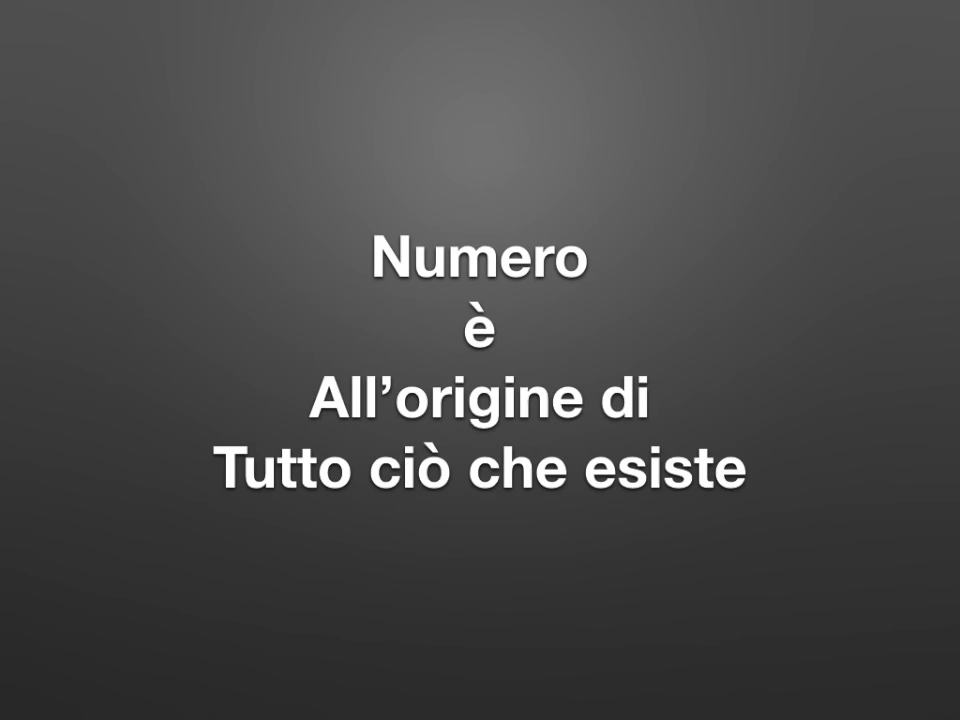 Numero
è
All’origine di
Tutto ciò che esiste